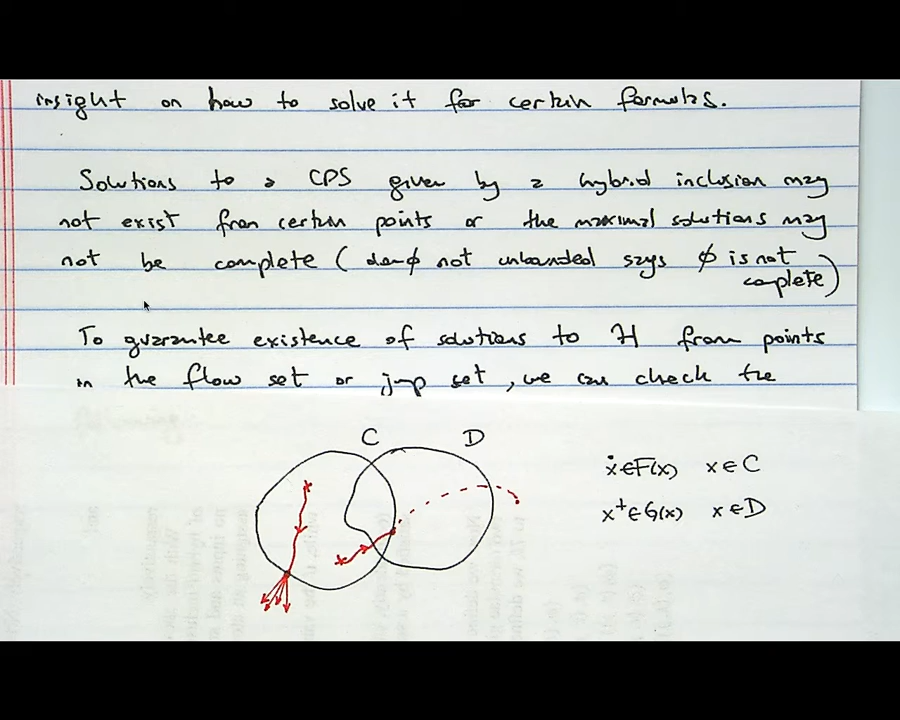 insight on how to solve it for certain formulas.
Solutions to a CPS given by a hybrid inclusion may
not exist from certain points or the maximal solutions may
not be complete (dom ϕ not unbounded says ϕ is not
complete)
To guarantee existence of solutions to H from points
in the flow set or jump set, we can check the
C D
ẋ∈F(x) x∈C
x⁺∈G(x) x∈D